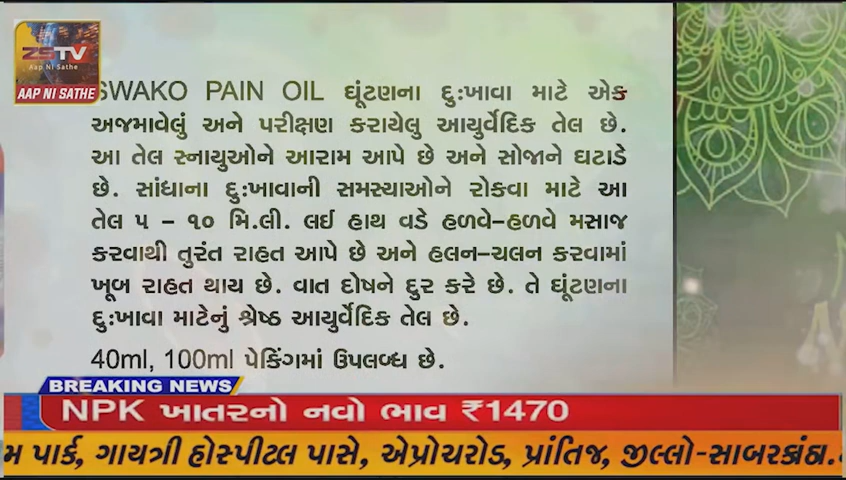 ZSTV
Aap Ni Sathe
AAP NI SATHE
SWAKO PAIN OIL ઘૂંટણના દુઃખાવા માટે એક
અજમાવેલું અને પરીક્ષણ કરાયેલુ આયુર્વેદિક તેલ છે.
આ તેલ સ્નાયુઓને આરામ આપે છે અને સોજાને ઘટાડે
છે. સાંધાના દુઃખાવાની સમસ્યાઓને રોકવા માટે આ
તેલ ૫ – ૧૦ મિ.લી. લઈ હાથ વડે હળવે-હળવે મસાજ
કરવાથી તુરંત રાહત આપે છે અને હલન-ચલન કરવામાં
ખૂબ રાહત થાય છે. વાત દોષને દુર કરે છે. તે ઘૂંટણના
દુઃખાવા માટેનું શ્રેષ્ઠ આયુર્વેદિક તેલ છે.
40ml, 100ml પેકિંગમાં ઉપલબ્ધ છે.
BREAKING NEWS
NPK ખાતરનો નવો ભાવ ₹1470
મ પાર્ક, ગાયત્રી હોસ્પીટલ પાસે, એપ્રોચરોડ, પ્રાંતિજ, જીલ્લો-સાબરકાંઠા.